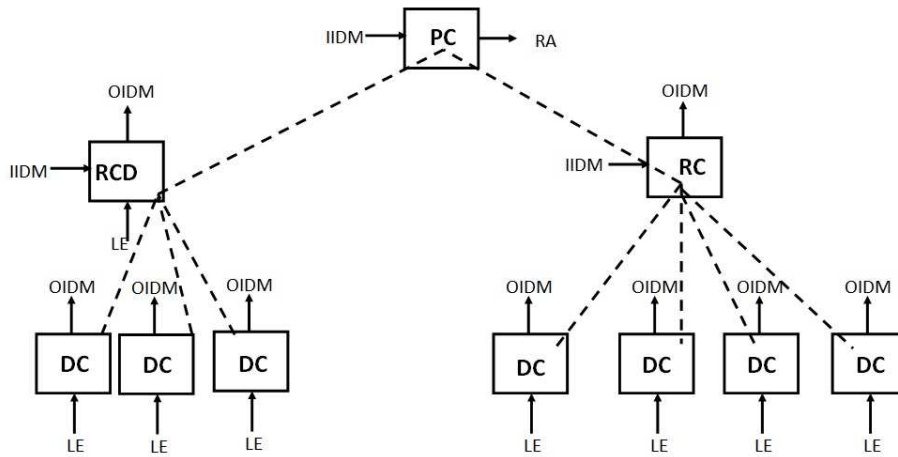 IIDM PC RA
OIDM OIDM
IIDM RCD IIDM RC
LE
OIDM OIDM OIDM OIDM OIDM OIDM OIDM
DC DC DC DC DC DC DC
LE LE LE LE LE LE LE